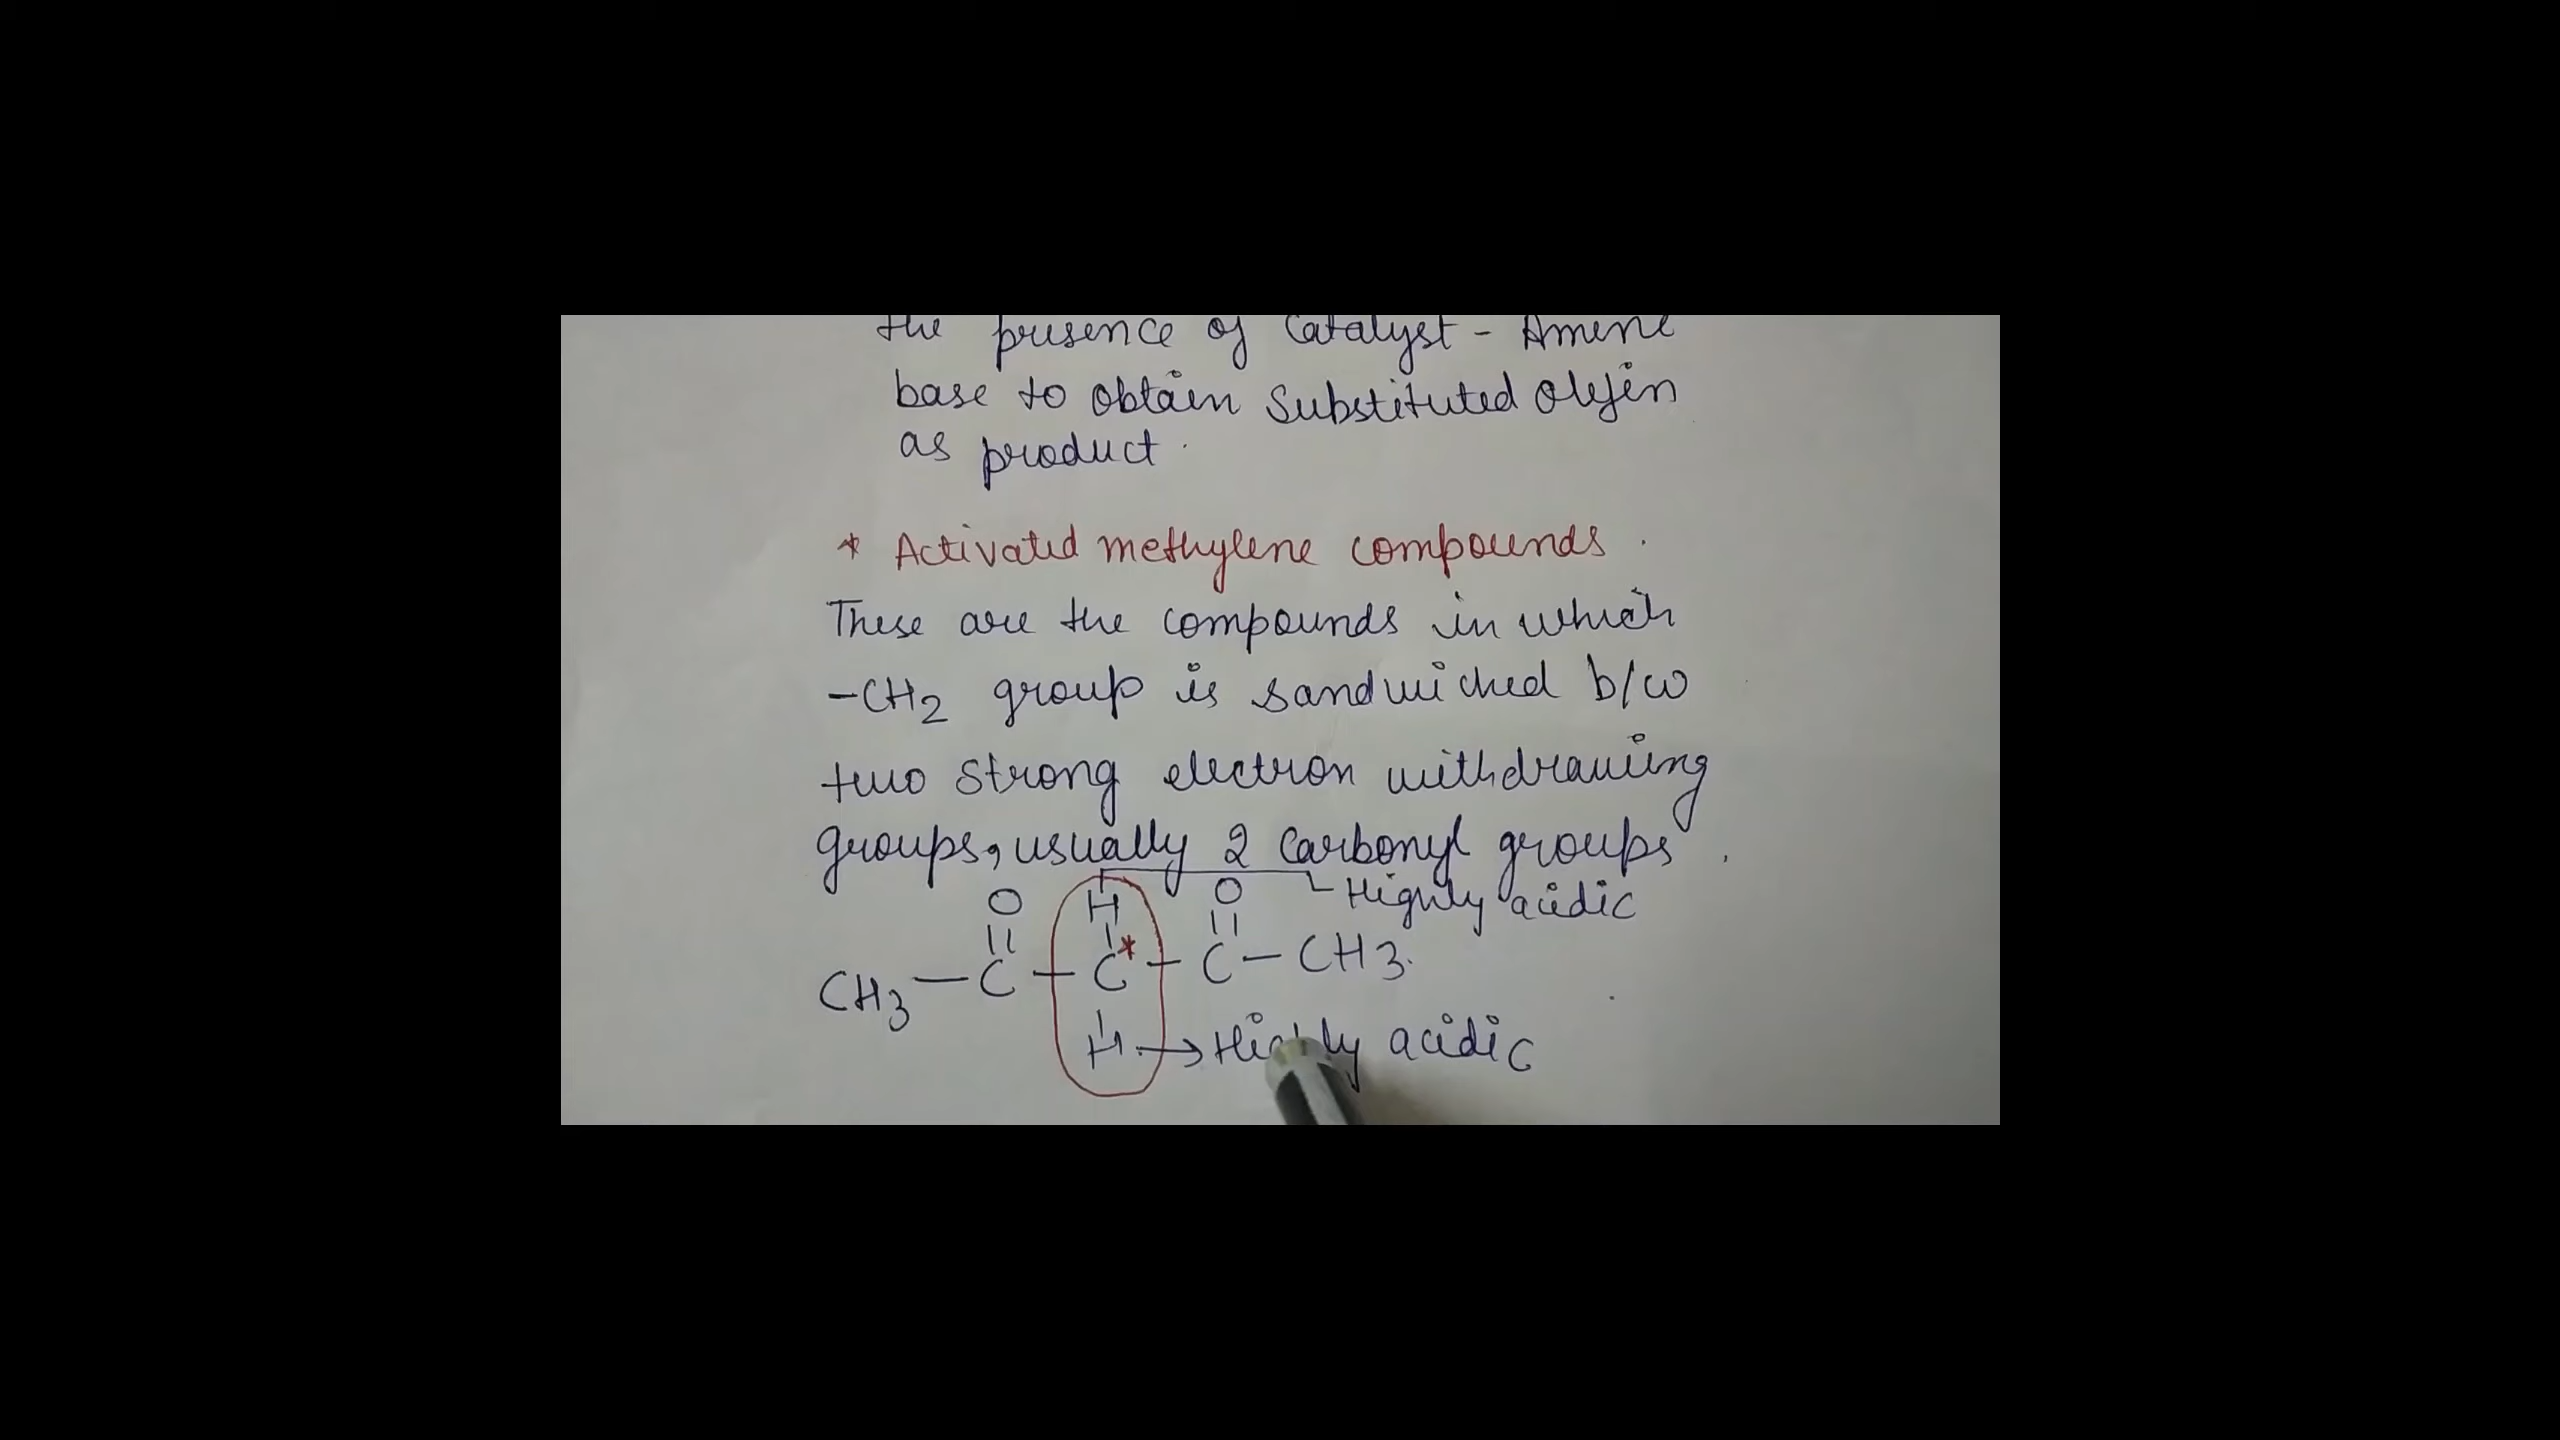 the presence of Catalyst - Amine
base to obtain Substituted Olefin
as product.
* Activated methylene compounds.
These are the compounds in which
-CH2 group is sandwiched b/w
two strong electron withdrawing
groups, usually 2 carbonyl groups.
O H O Highly acidic
CH3 - C - C* - C - CH3.
H → Highly acidic